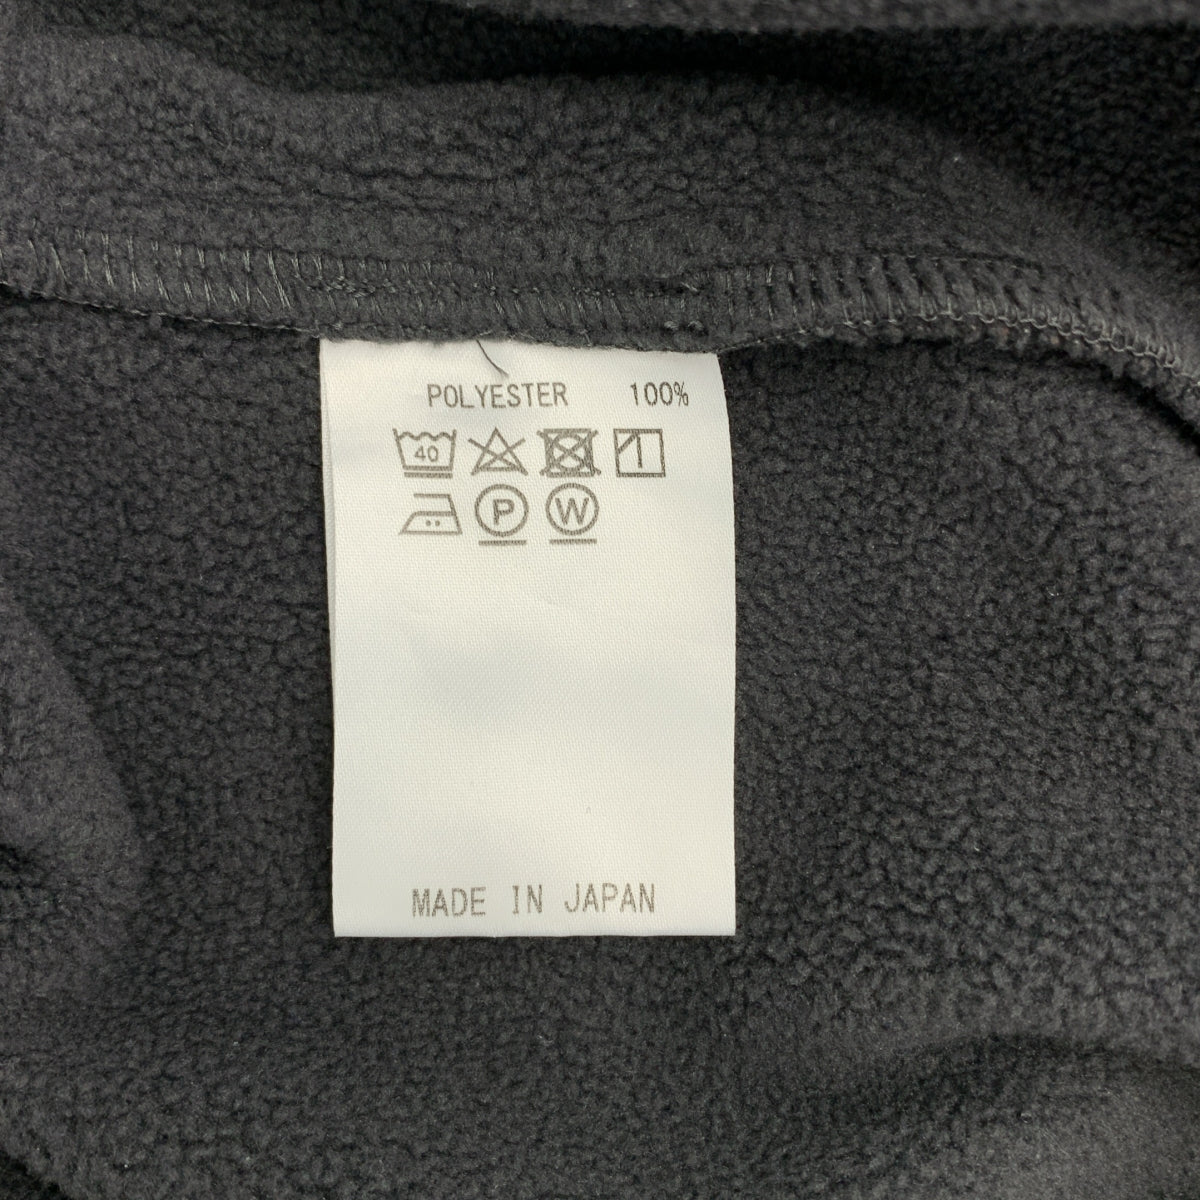 POLYESTER 100%
40
P W
MADE IN JAPAN